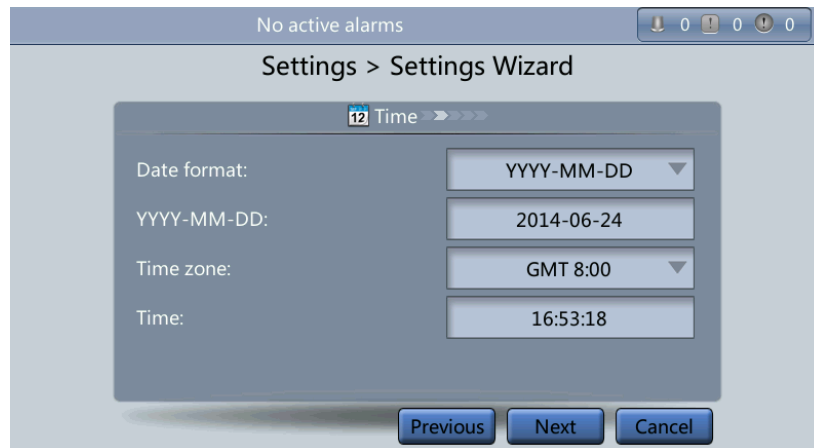 No active alarms 0 0 0
Settings > Settings Wizard
12 Time
Date format: YYYY-MM-DD
YYYY-MM-DD: 2014-06-24
Time zone: GMT 8:00
Time: 16:53:18
Previous Next Cancel